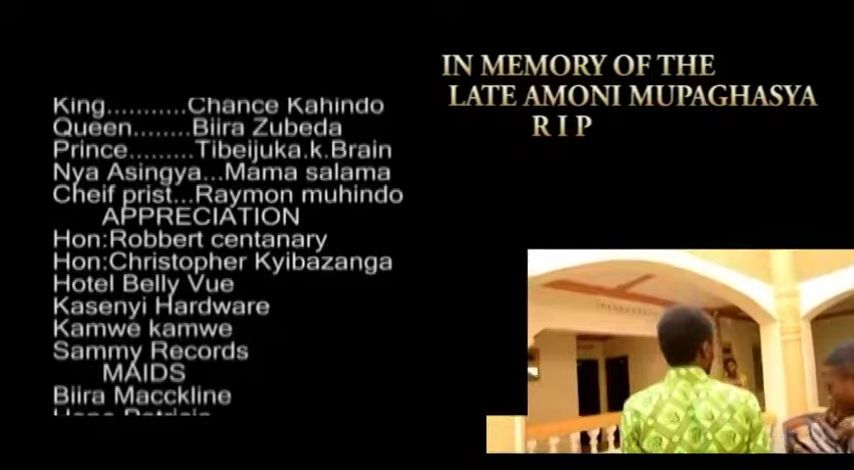 King...........Chance Kahindo
Queen........Biira Zubeda
Prince.........Tibeijuka.k.Brain
Nya Asingya...Mama salama
Cheif prist...Raymon muhindo
APPRECIATION
Hon:Robbert centanary
Hon:Christopher Kyibazanga
Hotel Belly Vue
Kasenyi Hardware
Kamwe kamwe
Sammy Records
MAIDS
Biira Macckline
IN MEMORY OF THE
LATE AMONI MUPAGHASYA
R I P